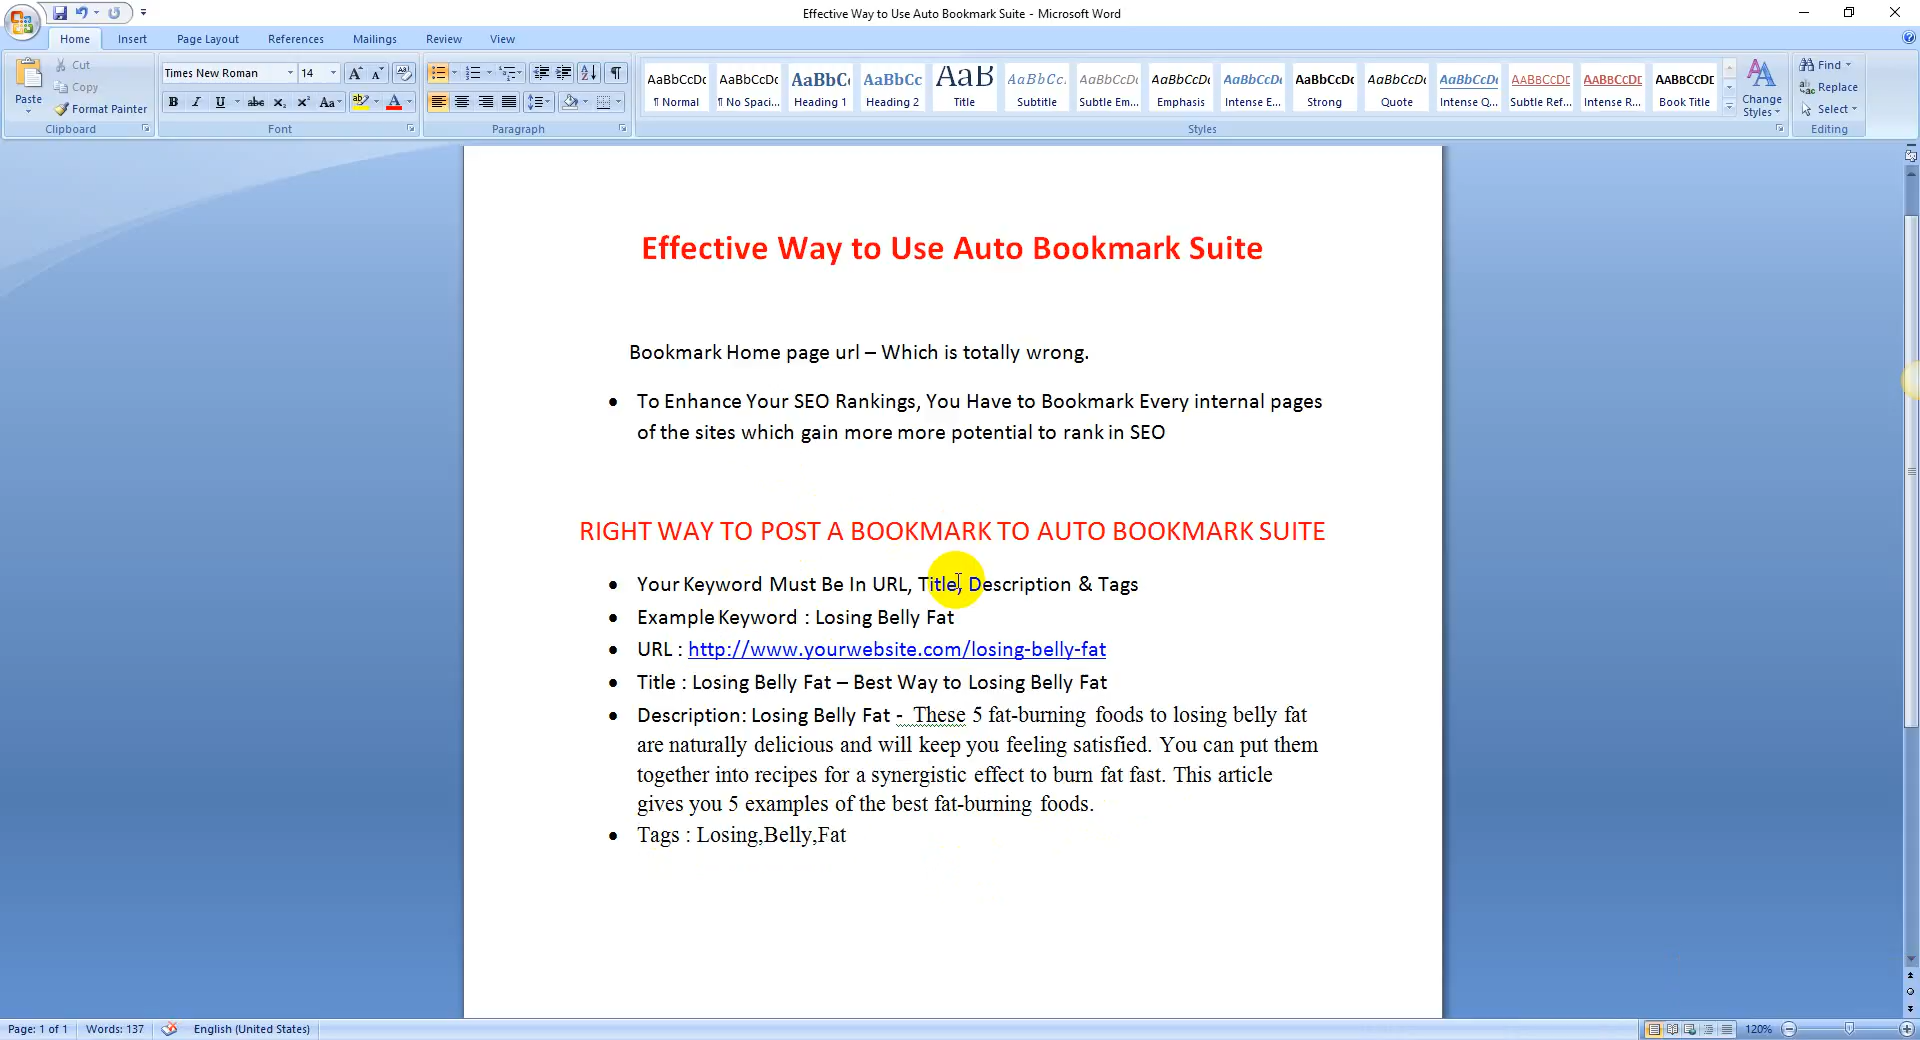 Effective Way to Use Auto Bookmark Suite - Microsoft Word
Home Insert Page Layout References Mailings Review View
Paste
Cut
Copy
Format Painter
Clipboard
Times New Roman 14
Font
Paragraph
AaBbCcDc AaBbCcDc AaBbC( AaBbCc AaB AaBbCc. AaBbCcDc AaBbCcDc AaBbCcDc AaBbCcDc AaBbCcDc AaBbCcDc AABBCCDC AABBCCDC AaBbCcDc
¶ Normal ¶ No Spaci... Heading 1 Heading 2 Title Subtitle Subtle Em... Emphasis Intense E... Strong Quote Intense Q... Subtle Ref... Intense R... Book Title
Styles
Change Styles
Find
Replace
Select
Editing
Effective Way to Use Auto Bookmark Suite
Bookmark Home page url – Which is totally wrong.
• To Enhance Your SEO Rankings, You Have to Bookmark Every internal pages
of the sites which gain more more potential to rank in SEO
RIGHT WAY TO POST A BOOKMARK TO AUTO BOOKMARK SUITE
• Your Keyword Must Be In URL, Title, Description & Tags
• Example Keyword : Losing Belly Fat
• URL : http://www.yourwebsite.com/losing-belly-fat
• Title : Losing Belly Fat – Best Way to Losing Belly Fat
• Description: Losing Belly Fat - These 5 fat-burning foods to losing belly fat
are naturally delicious and will keep you feeling satisfied. You can put them
together into recipes for a synergistic effect to burn fat fast. This article
gives you 5 examples of the best fat-burning foods.
• Tags : Losing,Belly,Fat
Page: 1 of 1 Words: 137 English (United States) 120%